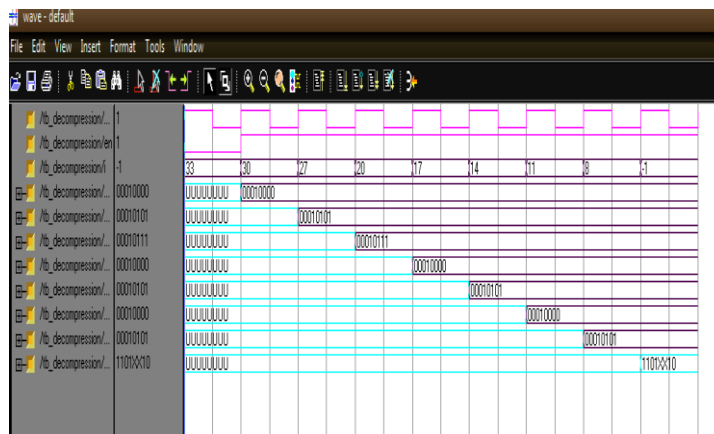 wave - default
File Edit View Insert Format Tools Window
/tb_decompression/... 1
/tb_decompression/en 1
/tb_decompression/i -1 33 30 27 20 17 14 11 8 -1
/tb_decompression/... 00010000 UUUUUUUU 00010000
/tb_decompression/... 00010101 UUUUUUUU 00010101
/tb_decompression/... 00010111 UUUUUUUU 00010111
/tb_decompression/... 00010000 UUUUUUUU 00010000
/tb_decompression/... 00010101 UUUUUUUU 00010101
/tb_decompression/... 00010000 UUUUUUUU 00010000
/tb_decompression/... 00010101 UUUUUUUU 00010101
/tb_decompression/... 1101XX10 UUUUUUUU 1101XX10